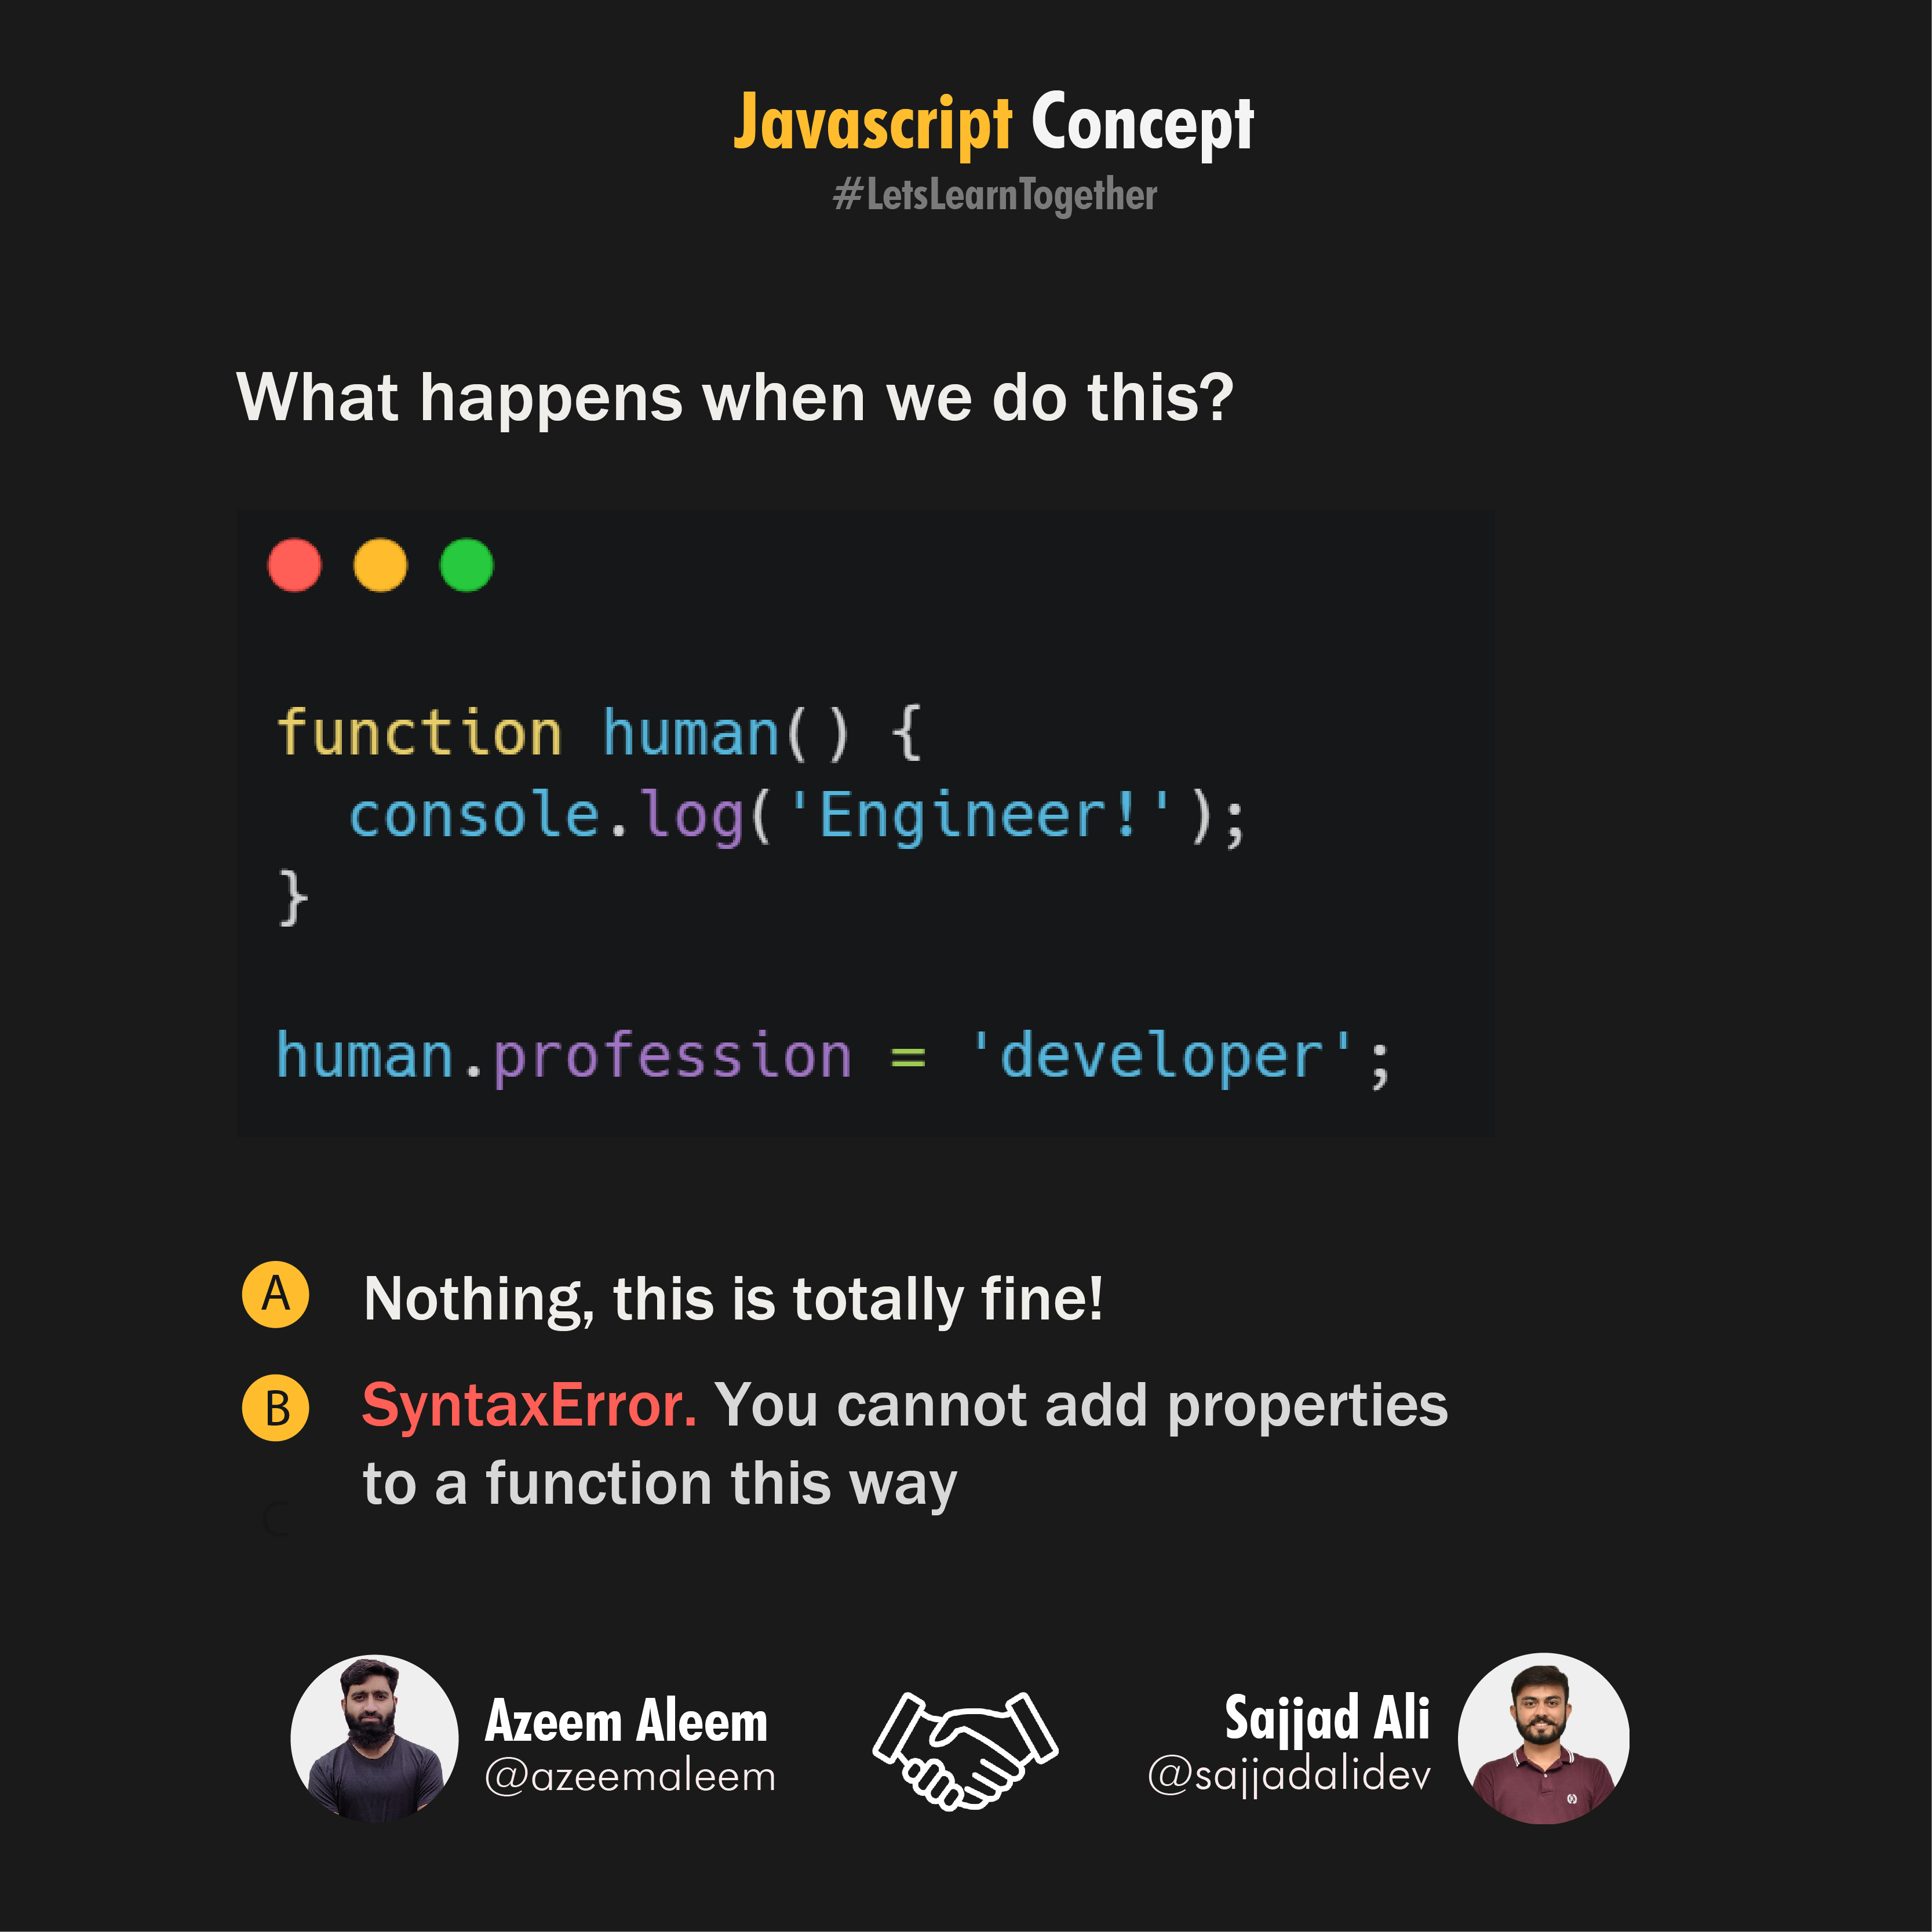 Javascript Concept
#LetsLearnTogether
What happens when we do this?
function human() {
  console.log('Engineer!');
}
human.profession = 'developer';
A Nothing, this is totally fine!
B SyntaxError. You cannot add properties
to a function this way
C
Azeem Aleem
@azeemaleem
Sajjad Ali
@sajjadalidev